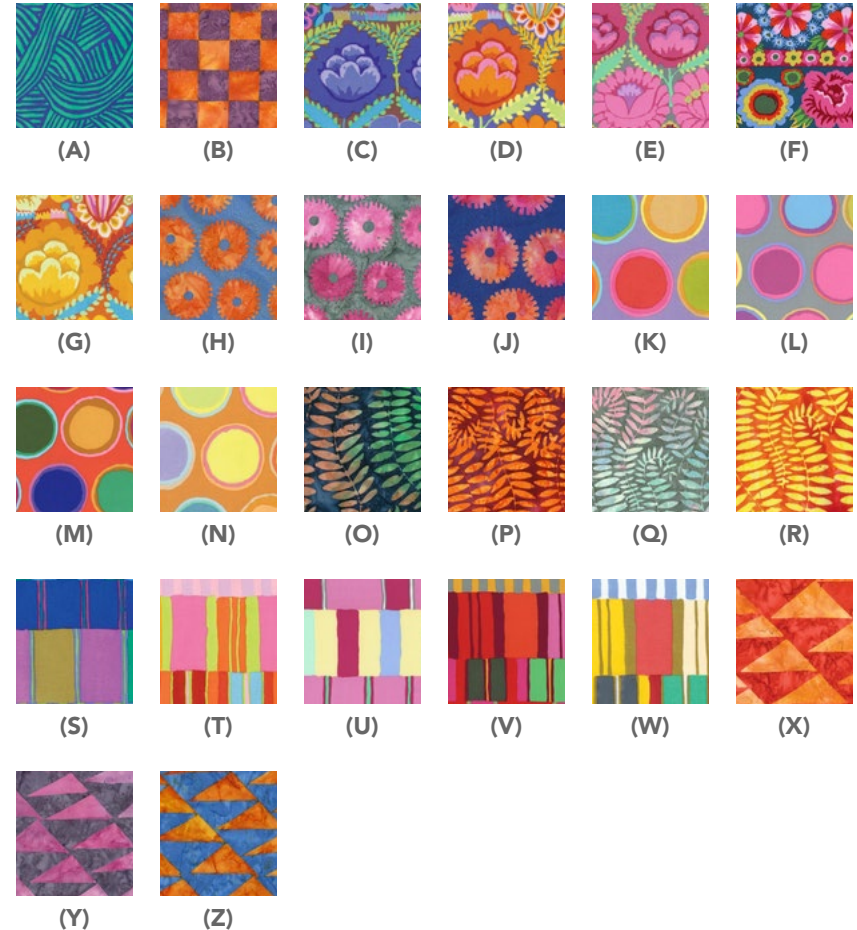 (A) (B) (C) (D) (E) (F)
(G) (H) (I) (J) (K) (L)
(M) (N) (O) (P) (Q) (R)
(S) (T) (U) (V) (W) (X)
(Y) (Z)